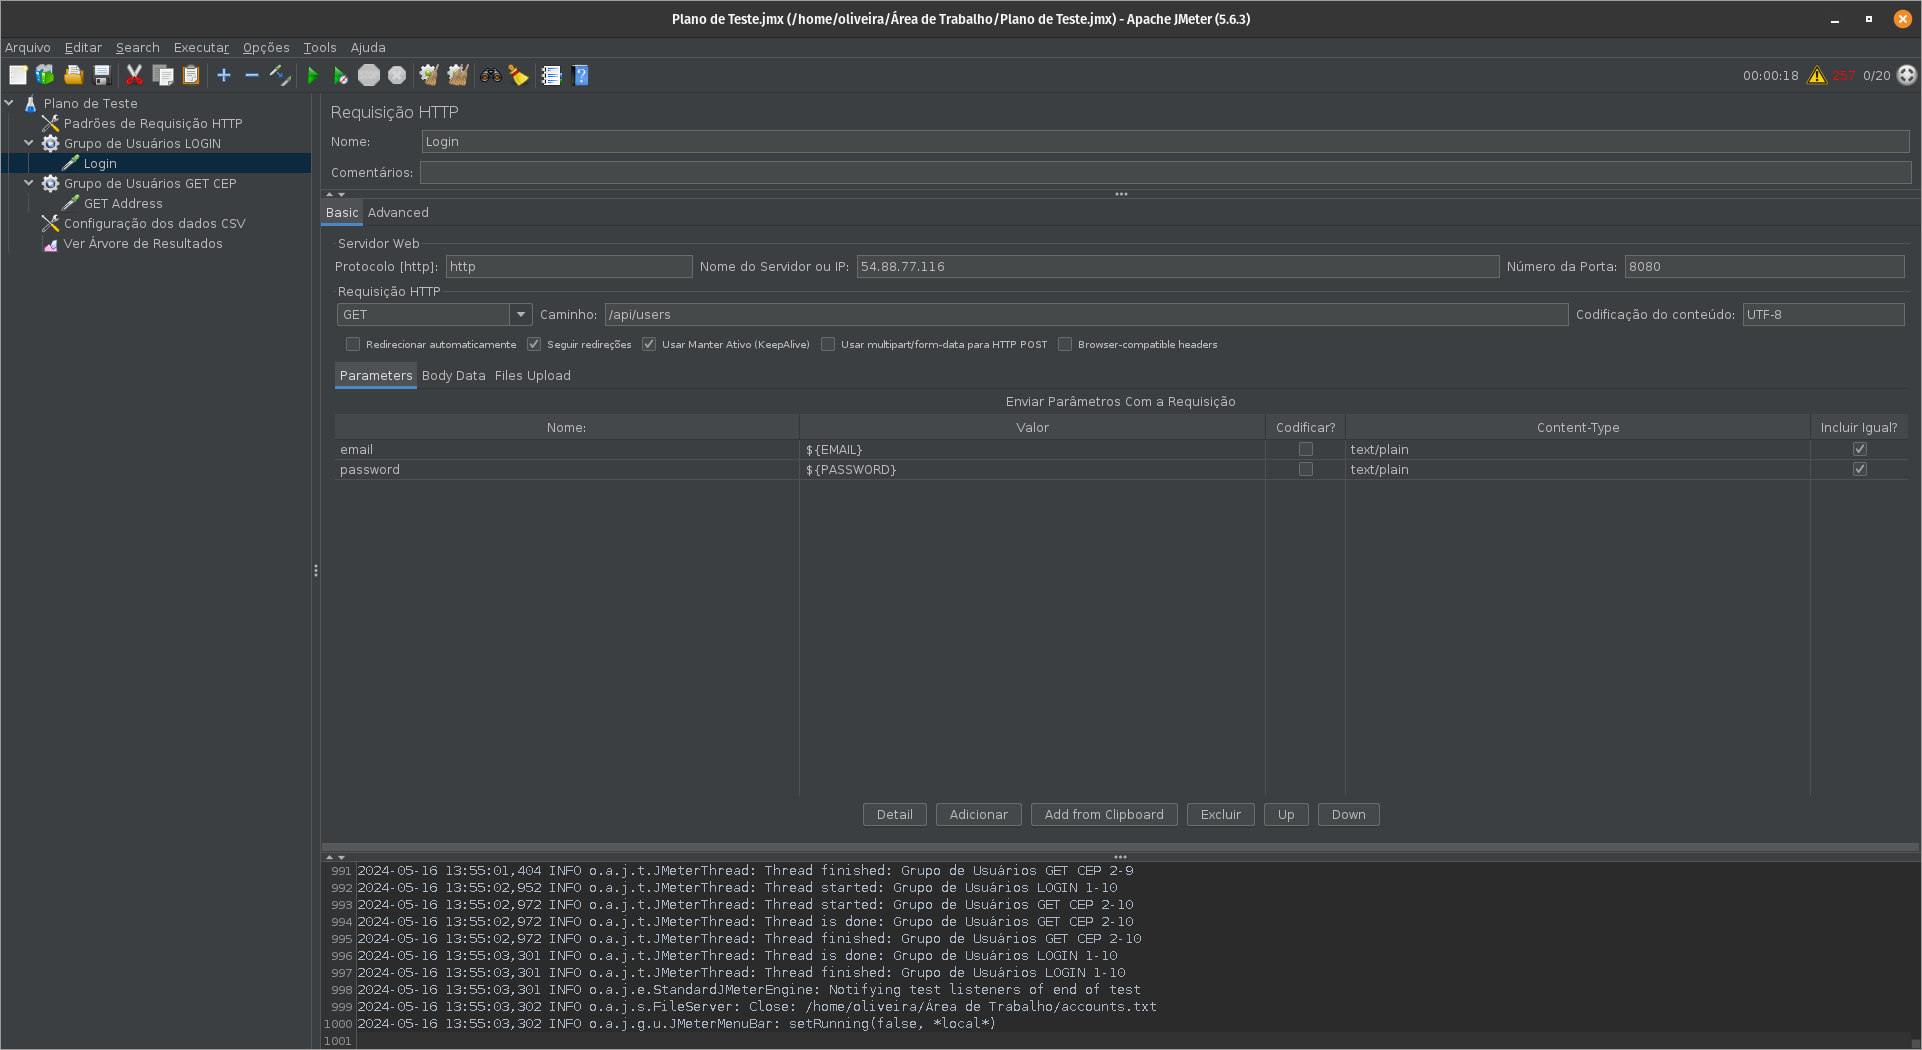 Plano de Teste.jmx (/home/oliveira/Área de Trabalho/Plano de Teste.jmx) - Apache JMeter (5.6.3)
Arquivo Editar Search Executar Opções Tools Ajuda
STOP 00:00:18 257 0/20
Plano de Teste
Padrões de Requisição HTTP
Grupo de Usuários LOGIN
Login
Grupo de Usuários GET CEP
GET Address
Configuração dos dados CSV
Ver Árvore de Resultados
Requisição HTTP
Nome: Login
Comentários:
Basic Advanced
Servidor Web
Protocolo [http]: http Nome do Servidor ou IP: 54.88.77.116 Número da Porta: 8080
Requisição HTTP
GET Caminho: /api/users Codificação do conteúdo: UTF-8
Redirecionar automaticamente Seguir redireções Usar Manter Ativo (KeepAlive) Usar multipart/form-data para HTTP POST Browser-compatible headers
Parameters Body Data Files Upload
Enviar Parâmetros Com a Requisição
Nome: Valor Codificar? Content-Type Incluir Igual?
email ${EMAIL} text/plain
password ${PASSWORD} text/plain
Detail Adicionar Add from Clipboard Excluir Up Down
991 2024-05-16 13:55:01,404 INFO o.a.j.t.JMeterThread: Thread finished: Grupo de Usuários GET CEP 2-9
992 2024-05-16 13:55:02,952 INFO o.a.j.t.JMeterThread: Thread started: Grupo de Usuários LOGIN 1-10
993 2024-05-16 13:55:02,972 INFO o.a.j.t.JMeterThread: Thread started: Grupo de Usuários GET CEP 2-10
994 2024-05-16 13:55:02,972 INFO o.a.j.t.JMeterThread: Thread is done: Grupo de Usuários GET CEP 2-10
995 2024-05-16 13:55:02,972 INFO o.a.j.t.JMeterThread: Thread finished: Grupo de Usuários GET CEP 2-10
996 2024-05-16 13:55:03,301 INFO o.a.j.t.JMeterThread: Thread is done: Grupo de Usuários LOGIN 1-10
997 2024-05-16 13:55:03,301 INFO o.a.j.t.JMeterThread: Thread finished: Grupo de Usuários LOGIN 1-10
998 2024-05-16 13:55:03,301 INFO o.a.j.e.StandardJMeterEngine: Notifying test listeners of end of test
999 2024-05-16 13:55:03,302 INFO o.a.j.s.FileServer: Close: /home/oliveira/Área de Trabalho/accounts.txt
1000 2024-05-16 13:55:03,302 INFO o.a.j.g.u.JMeterMenuBar: setRunning(false, *local*)
1001